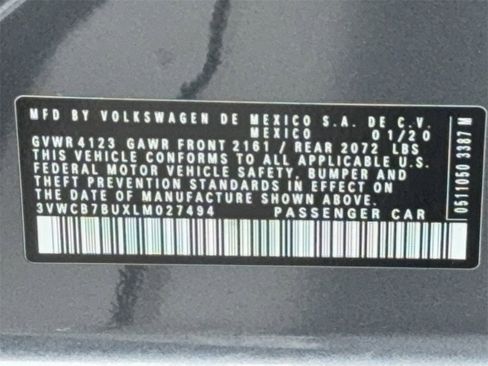 MFD BY VOLKSWAGEN DE MEXICO S.A. DE C.V.
MEXICO 01/20
GVWR 4123 GAWR FRONT 2161 / REAR 2072 LBS
THIS VEHICLE CONFORMS TO ALL APPLICABLE U.S.
FEDERAL MOTOR VEHICLE SAFETY, BUMPER AND
THEFT PREVENTION STANDARDS IN EFFECT ON
THE DATE OF MANUFACTURE SHOWN ABOVE.
3VWCB7BUXLM027494 PASSENGER CAR
0511050 3387 M